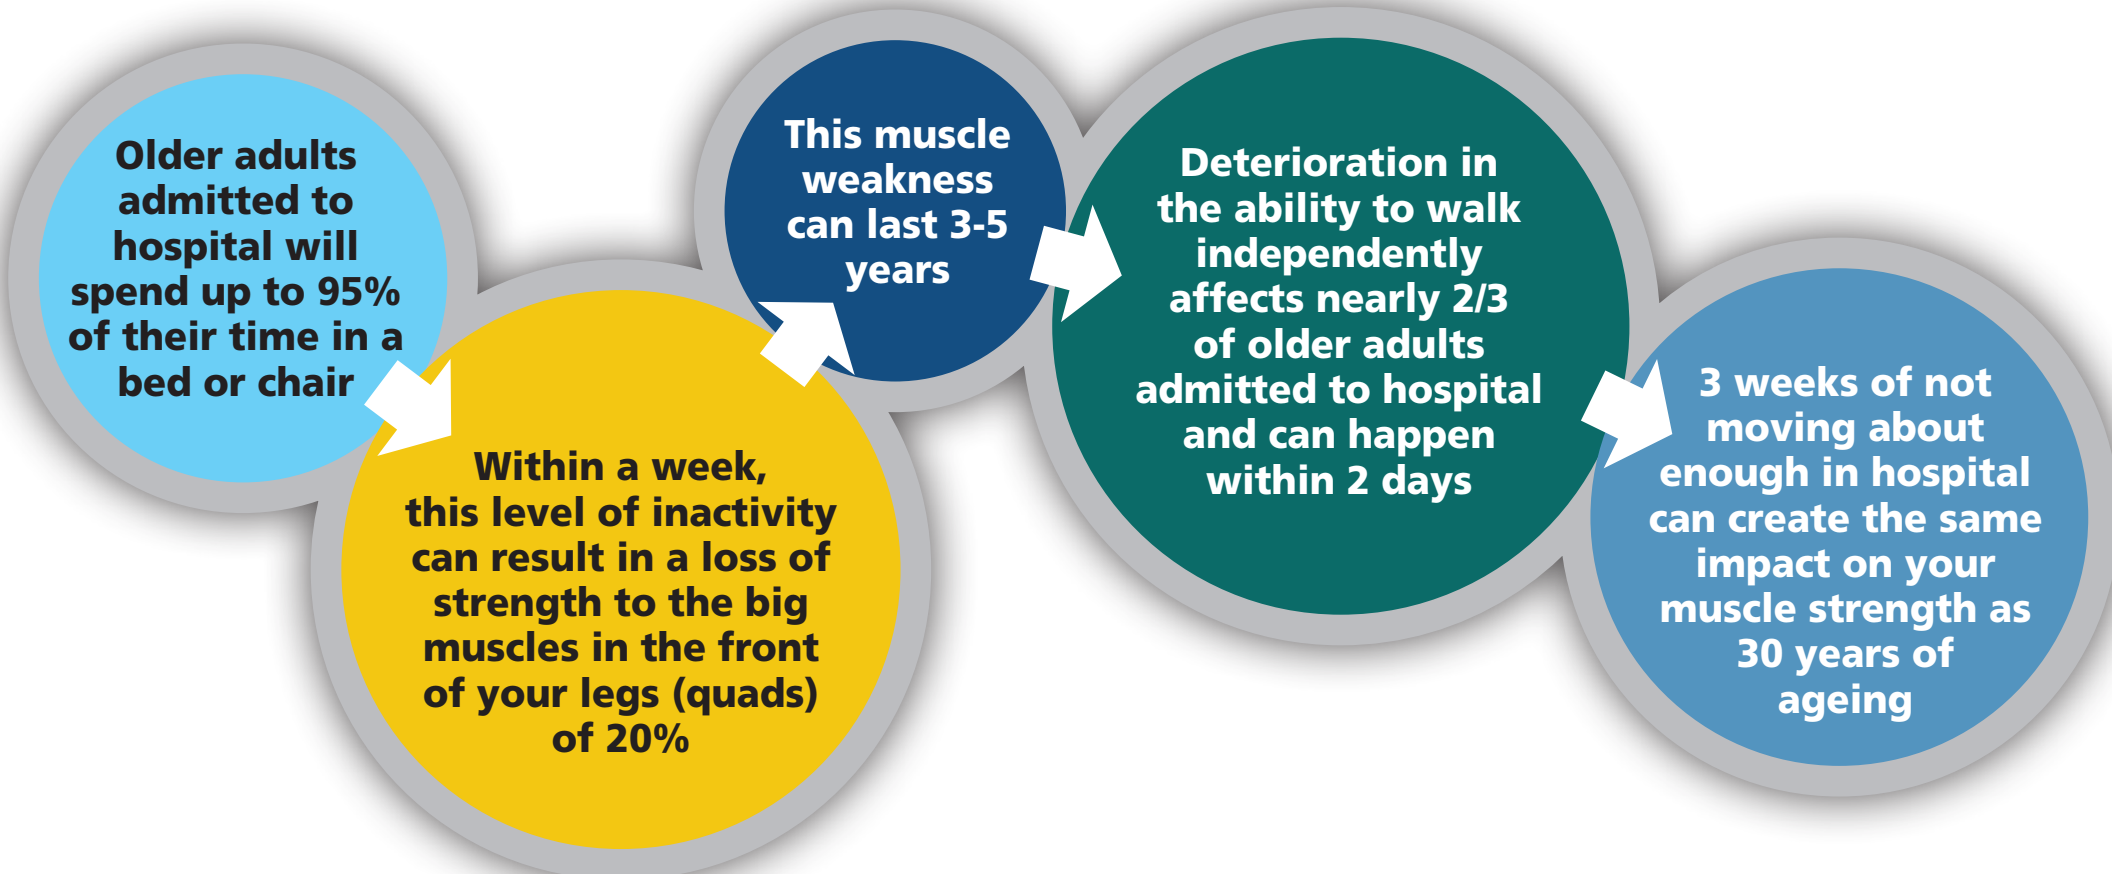 Older adults
admitted to
hospital will
spend up to 95%
of their time in a
bed or chair
Within a week,
this level of inactivity
can result in a loss of
strength to the big
muscles in the front
of your legs (quads)
of 20%
This muscle
weakness
can last 3-5
years
Deterioration in
the ability to walk
independently
affects nearly 2/3
of older adults
admitted to hospital
and can happen
within 2 days
3 weeks of not
moving about
enough in hospital
can create the same
impact on your
muscle strength as
30 years of
ageing